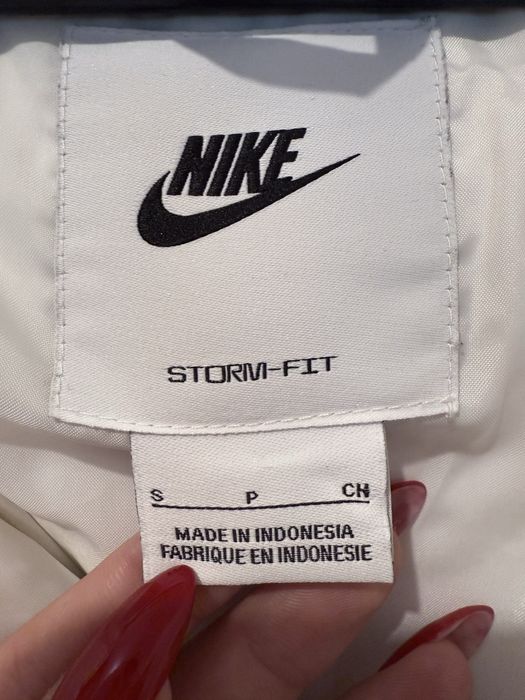 NIKE
STORM-FIT
S P CH
MADE IN INDONESIA
FABRIQUE EN INDONESIE